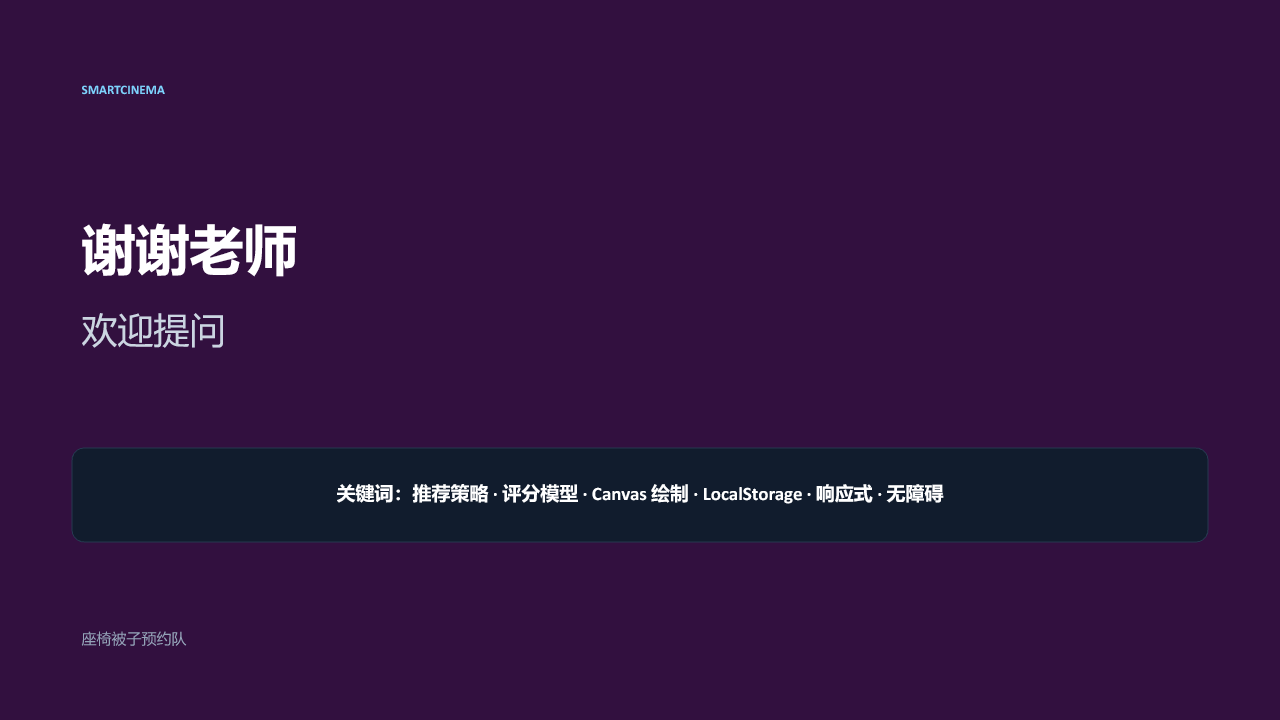 SMARTCINEMA
谢谢老师
欢迎提问
关键词：推荐策略 · 评分模型 · Canvas 绘制 · LocalStorage · 响应式 · 无障碍
座椅被子预约队